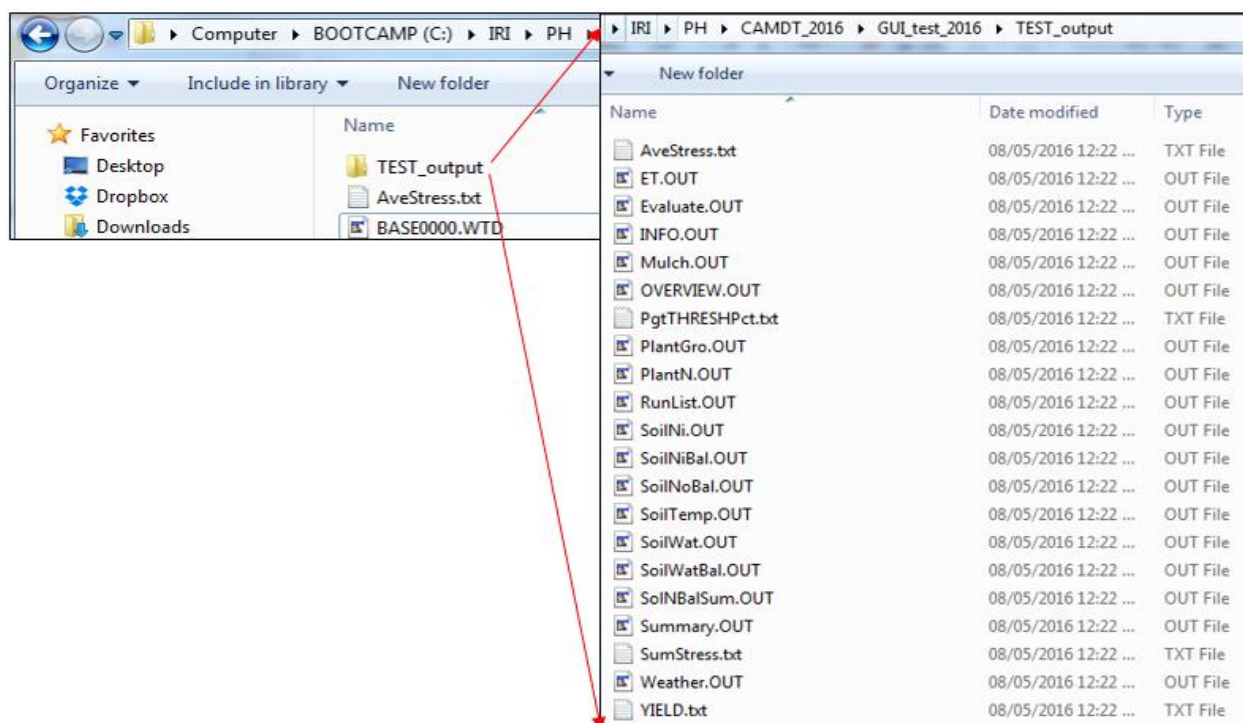 Computer ▸ BOOTCAMP (C:) ▸ IRI ▸ PH
Organize ▾ Include in library ▾ New folder
Favorites
Desktop
Dropbox
Downloads
Name
TEST_output
AveStress.txt
BASE0000.WTD
IRI ▸ PH ▸ CAMDT_2016 ▸ GUI_test_2016 ▸ TEST_output
New folder
Name Date modified Type
AveStress.txt 08/05/2016 12:22 ... TXT File
ET.OUT 08/05/2016 12:22 ... OUT File
Evaluate.OUT 08/05/2016 12:22 ... OUT File
INFO.OUT 08/05/2016 12:22 ... OUT File
Mulch.OUT 08/05/2016 12:22 ... OUT File
OVERVIEW.OUT 08/05/2016 12:22 ... OUT File
PgtTHRESHPct.txt 08/05/2016 12:22 ... TXT File
PlantGro.OUT 08/05/2016 12:22 ... OUT File
PlantN.OUT 08/05/2016 12:22 ... OUT File
RunList.OUT 08/05/2016 12:22 ... OUT File
SoilNi.OUT 08/05/2016 12:22 ... OUT File
SoilNiBal.OUT 08/05/2016 12:22 ... OUT File
SoilNoBal.OUT 08/05/2016 12:22 ... OUT File
SoilTemp.OUT 08/05/2016 12:22 ... OUT File
SoilWat.OUT 08/05/2016 12:22 ... OUT File
SoilWatBal.OUT 08/05/2016 12:22 ... OUT File
SolNBalSum.OUT 08/05/2016 12:22 ... OUT File
Summary.OUT 08/05/2016 12:22 ... OUT File
SumStress.txt 08/05/2016 12:22 ... TXT File
Weather.OUT 08/05/2016 12:22 ... OUT File
YIELD.txt 08/05/2016 12:22 ... TXT File